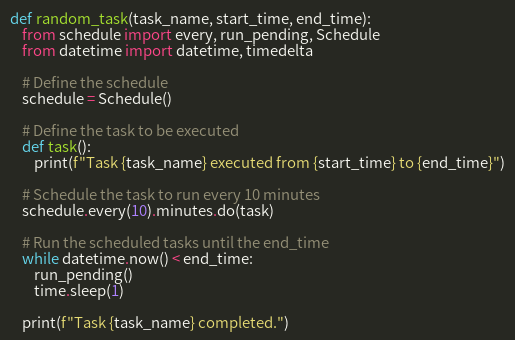 def random_task(task_name, start_time, end_time):
    from schedule import every, run_pending, Schedule
    from datetime import datetime, timedelta

    # Define the schedule
    schedule = Schedule()

    # Define the task to be executed
    def task():
        print(f"Task {task_name} executed from {start_time} to {end_time}")

    # Schedule the task to run every 10 minutes
    schedule.every(10).minutes.do(task)

    # Run the scheduled tasks until the end_time
    while datetime.now() < end_time:
        run_pending()
        time.sleep(1)

    print(f"Task {task_name} completed.")